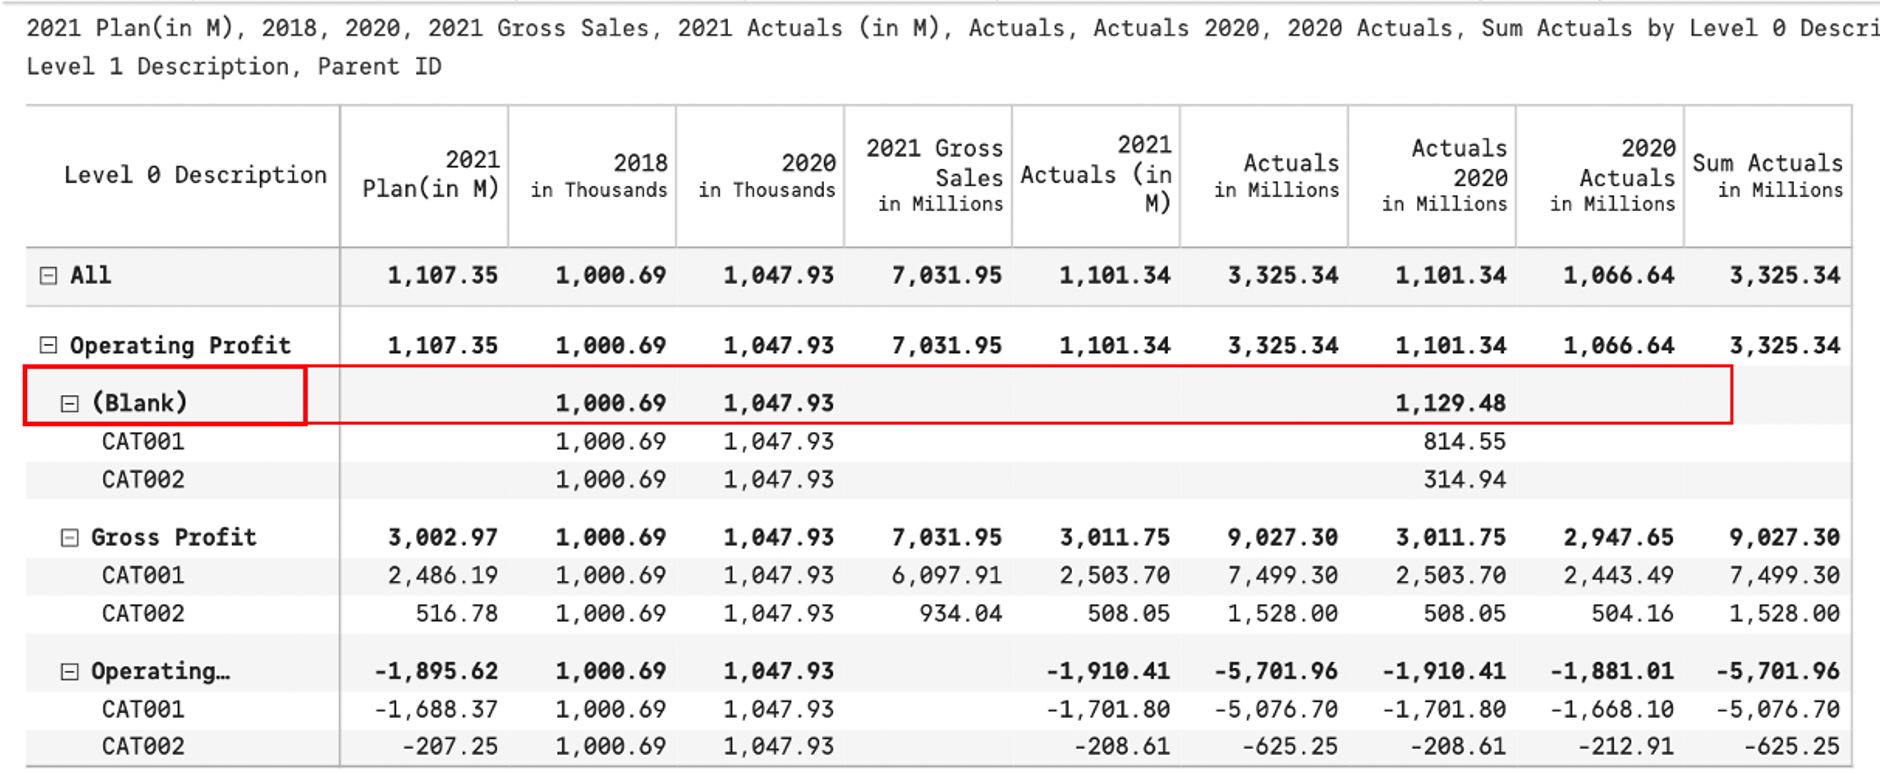 2021 Plan(in M), 2018, 2020, 2021 Gross Sales, 2021 Actuals (in M), Actuals, Actuals 2020, 2020 Actuals, Sum Actuals by Level 0 Descri
Level 1 Description, Parent ID
Level 0 Description 2021 Plan(in M) 2018 in Thousands 2020 in Thousands 2021 Gross Sales in Millions 2021 Actuals (in M) Actuals in Millions Actuals 2020 in Millions 2020 Actuals in Millions Sum Actuals in Millions
All 1,107.35 1,000.69 1,047.93 7,031.95 1,101.34 3,325.34 1,101.34 1,066.64 3,325.34
Operating Profit 1,107.35 1,000.69 1,047.93 7,031.95 1,101.34 3,325.34 1,101.34 1,066.64 3,325.34
(Blank) 1,000.69 1,047.93 1,129.48
CAT001 1,000.69 1,047.93 814.55
CAT002 1,000.69 1,047.93 314.94
Gross Profit 3,002.97 1,000.69 1,047.93 7,031.95 3,011.75 9,027.30 3,011.75 2,947.65 9,027.30
CAT001 2,486.19 1,000.69 1,047.93 6,097.91 2,503.70 7,499.30 2,503.70 2,443.49 7,499.30
CAT002 516.78 1,000.69 1,047.93 934.04 508.05 1,528.00 508.05 504.16 1,528.00
Operating… -1,895.62 1,000.69 1,047.93 -1,910.41 -5,701.96 -1,910.41 -1,881.01 -5,701.96
CAT001 -1,688.37 1,000.69 1,047.93 -1,701.80 -5,076.70 -1,701.80 -1,668.10 -5,076.70
CAT002 -207.25 1,000.69 1,047.93 -208.61 -625.25 -208.61 -212.91 -625.25